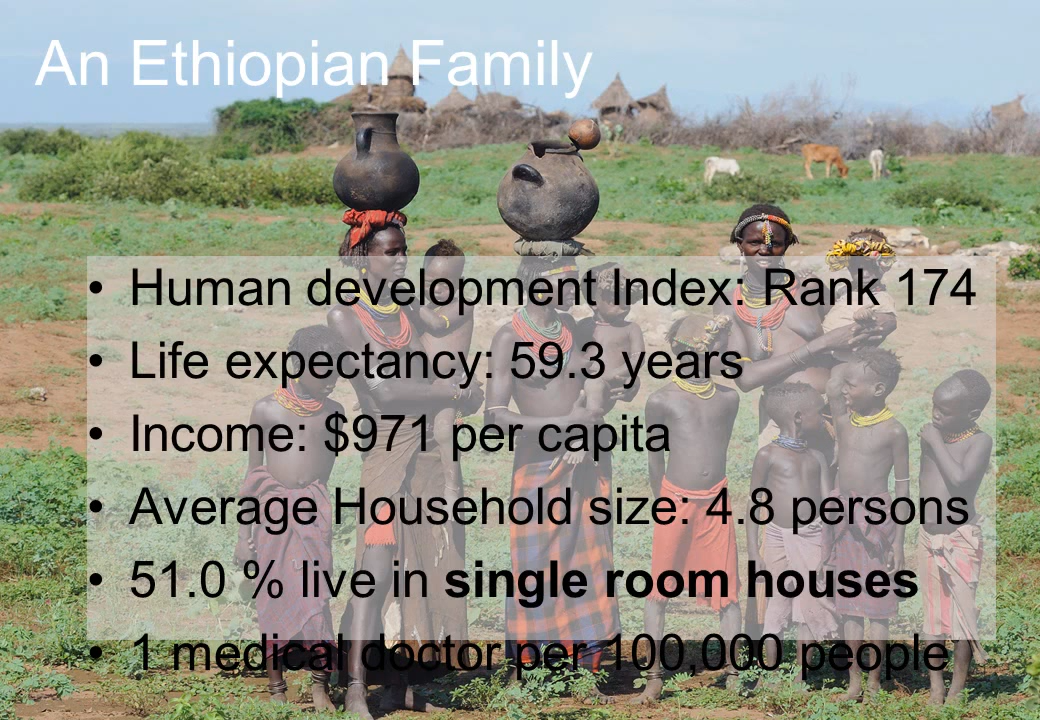 An Ethiopian Family
• Human development Index: Rank 174
• Life expectancy: 59.3 years
• Income: $971 per capita
• Average Household size: 4.8 persons
• 51.0 % live in single room houses
• 1 medical doctor per 100,000 people